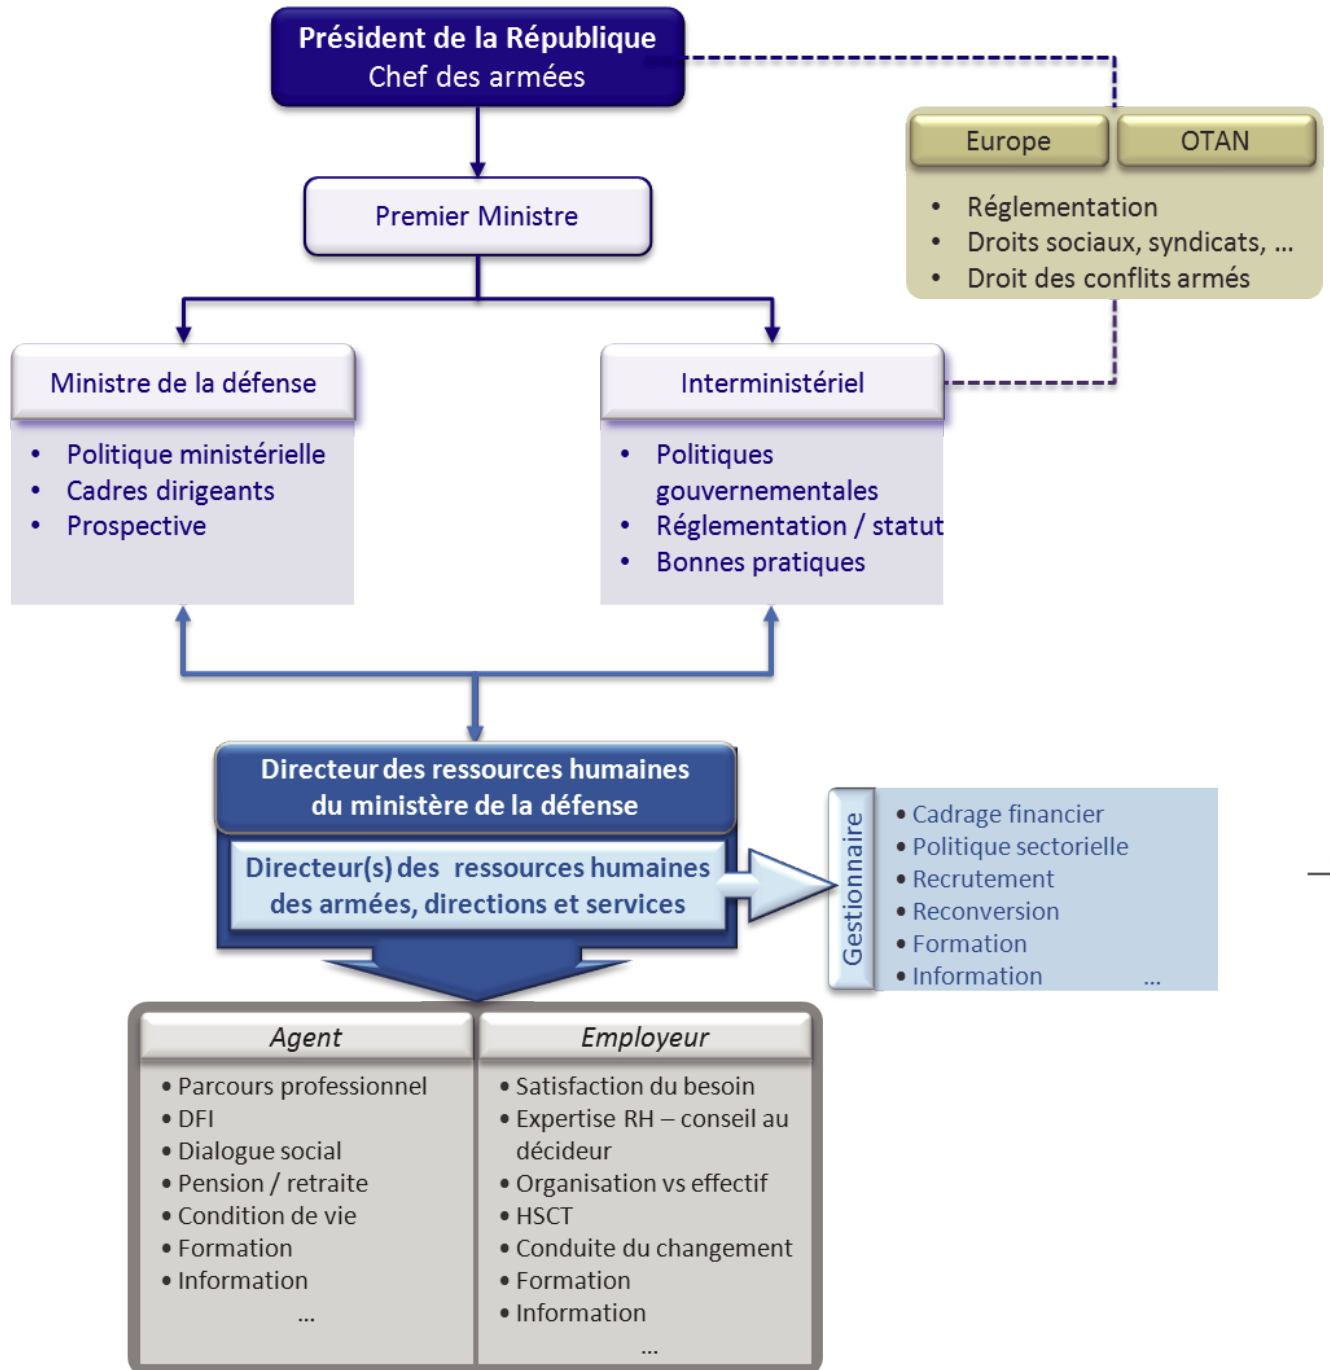 Président de la République
Chef des armées
Europe
OTAN
• Réglementation
• Droits sociaux, syndicats, ...
• Droit des conflits armés
Premier Ministre
Ministre de la défense
• Politique ministérielle
• Cadres dirigeants
• Prospective
Interministériel
• Politiques
gouvernementales
• Réglementation / statut
• Bonnes pratiques
Directeur des ressources humaines
du ministère de la défense
Directeur(s) des ressources humaines
des armées, directions et services
Gestionnaire
• Cadrage financier
• Politique sectorielle
• Recrutement
• Reconversion
• Formation
• Information ...
Agent
• Parcours professionnel
• DFI
• Dialogue social
• Pension / retraite
• Condition de vie
• Formation
• Information
...
Employeur
• Satisfaction du besoin
• Expertise RH – conseil au
décideur
• Organisation vs effectif
• HSCT
• Conduite du changement
• Formation
• Information
...